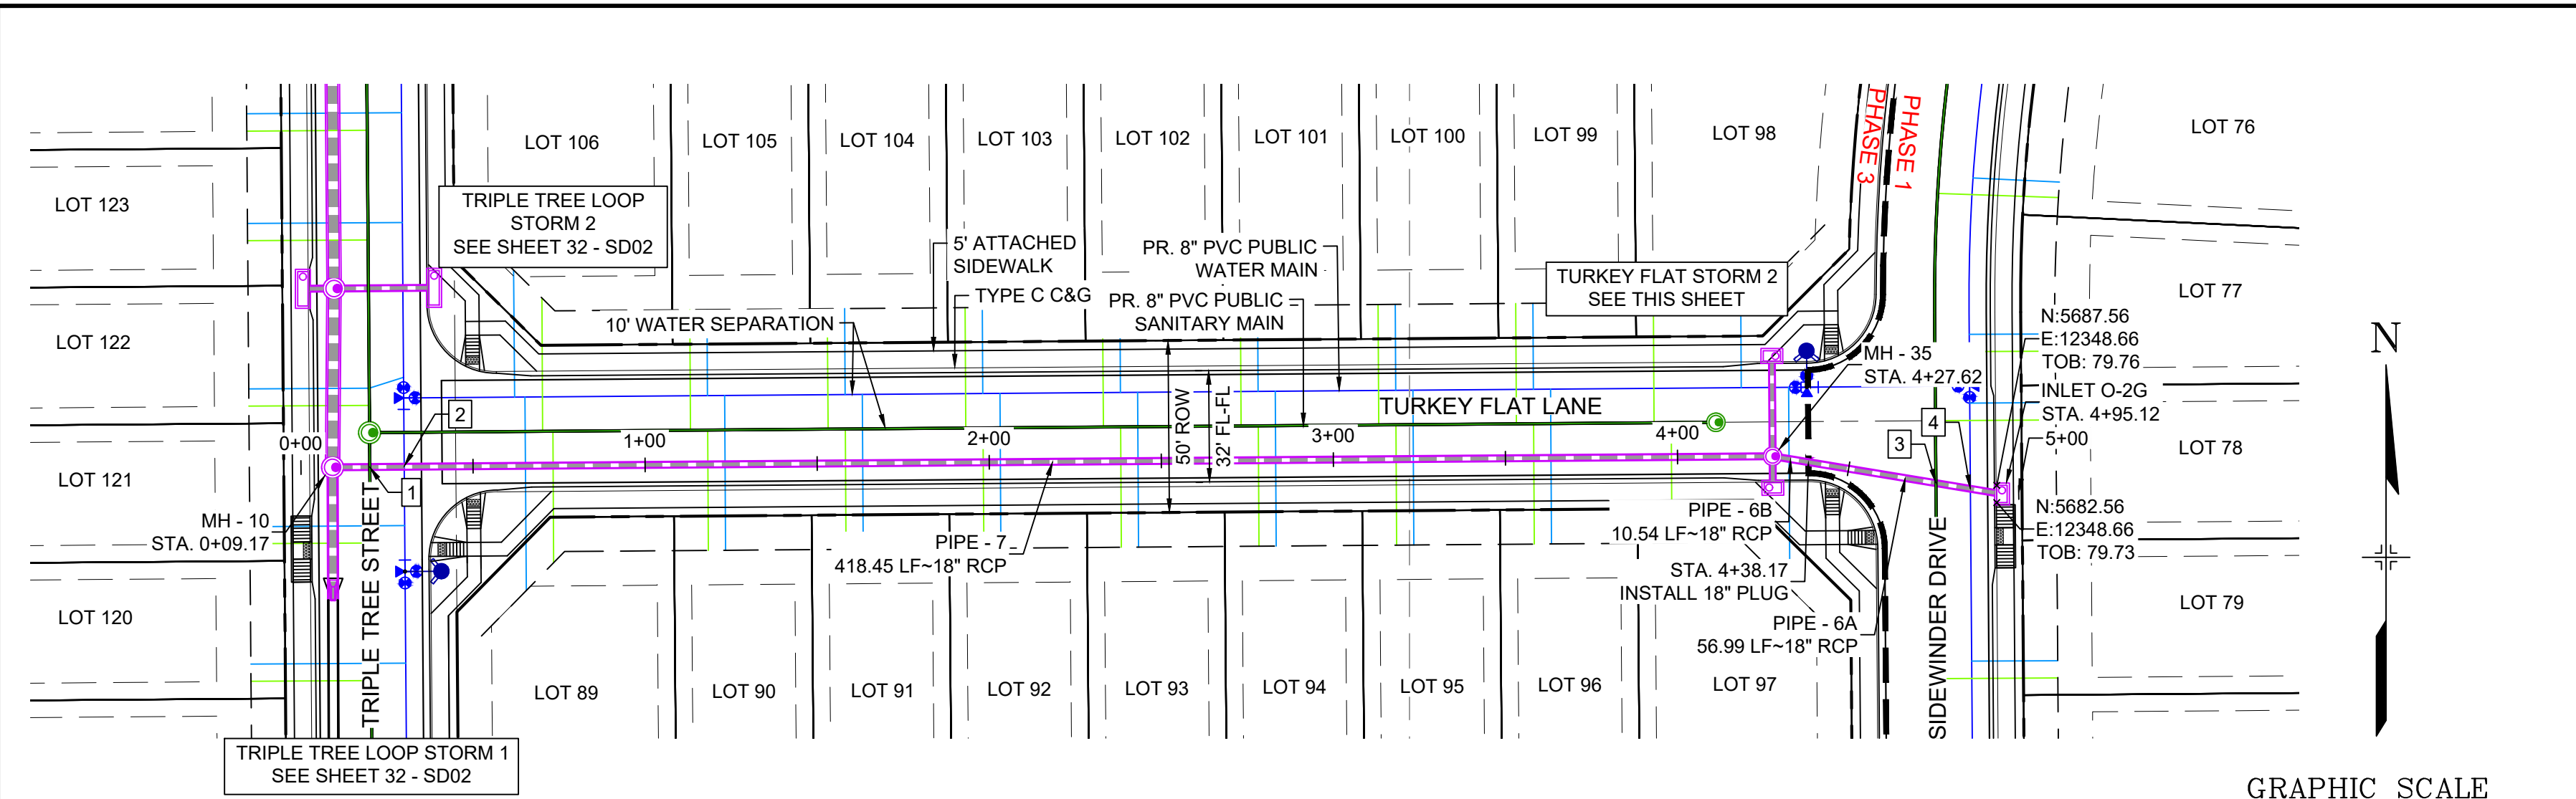 LOT 106
LOT 105
LOT 104
LOT 103
LOT 102
LOT 101
LOT 100
LOT 99
LOT 98
PHASE 3
PHASE 1
LOT 76
LOT 123
TRIPLE TREE LOOP
STORM 2
SEE SHEET 32 - SD02
5' ATTACHED
SIDEWALK
TYPE C C&G
PR. 8" PVC PUBLIC
WATER MAIN
PR. 8" PVC PUBLIC
SANITARY MAIN
10' WATER SEPARATION
TURKEY FLAT STORM 2
SEE THIS SHEET
LOT 77
N:5687.56
E:12348.66
TOB: 79.76
INLET O-2G
STA. 4+95.12
5+00
N
LOT 122
MH - 35
STA. 4+27.62
TURKEY FLAT LANE
50' ROW
32' FL-FL
0+00
1+00
2+00
3+00
4+00
2
1
3
4
LOT 78
LOT 121
MH - 10
STA. 0+09.17
TRIPLE TREE STREET
PIPE - 7
418.45 LF~18" RCP
PIPE - 6B
10.54 LF~18" RCP
STA. 4+38.17
INSTALL 18" PLUG
PIPE - 6A
56.99 LF~18" RCP
SIDEWINDER DRIVE
N:5682.56
E:12348.66
TOB: 79.73
LOT 79
LOT 120
LOT 89
LOT 90
LOT 91
LOT 92
LOT 93
LOT 94
LOT 95
LOT 96
LOT 97
TRIPLE TREE LOOP STORM 1
SEE SHEET 32 - SD02
GRAPHIC SCALE